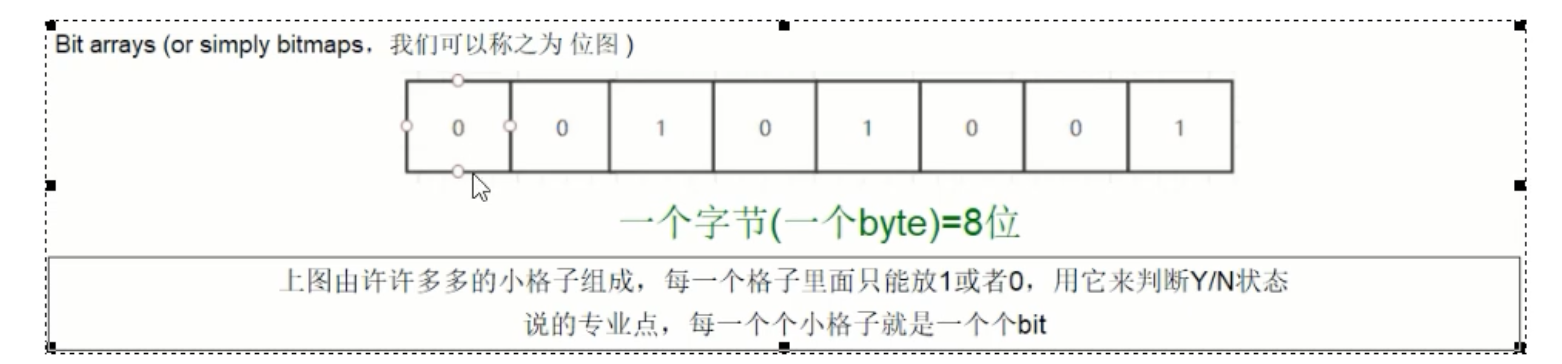 Bit arrays (or simply bitmaps，我们可以称之为 位图 )
0 0 1 0 1 0 0 1
一个字节(一个byte)=8位
上图由许许多多的小格子组成，每一个格子里面只能放1或者0，用它来判断Y/N状态
说的专业点，每一个个小格子就是一个个bit